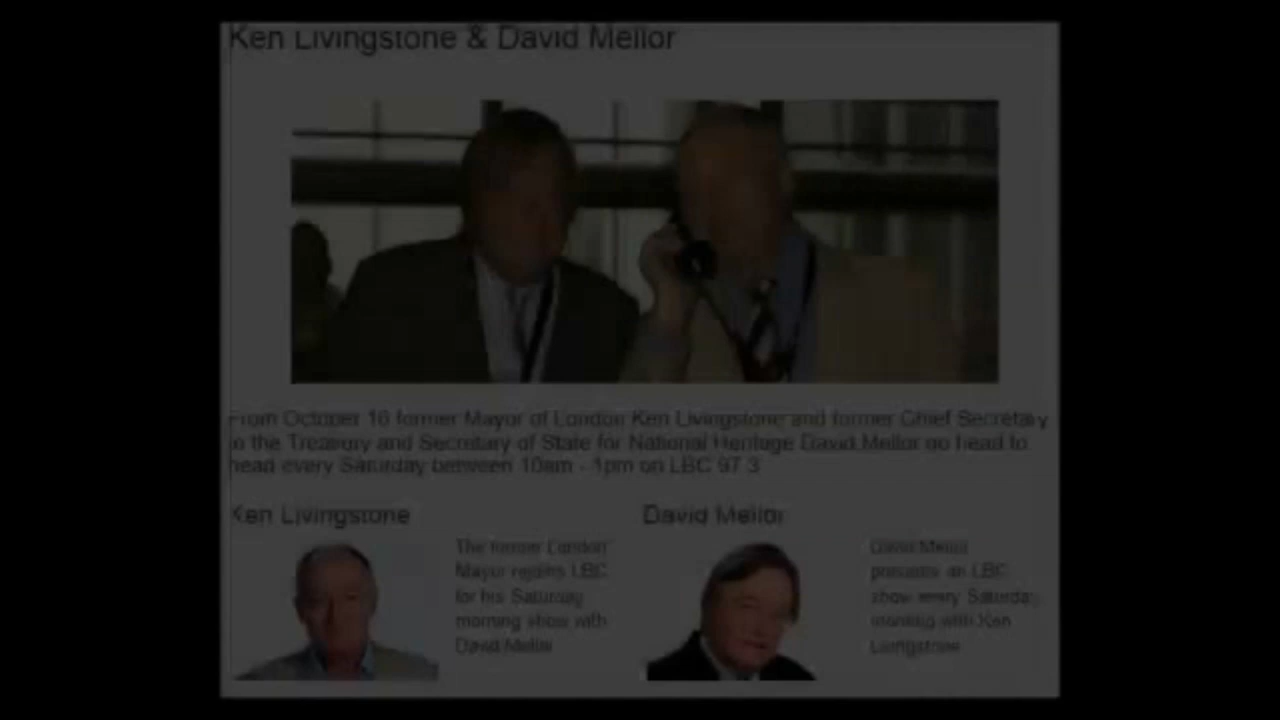 Ken Livingstone & David Mellor
From October 16 former Mayor of London Ken Livingstone and former Chief Secretary
to the Treasury and Secretary of State for National Heritage David Mellor go head to
head every Saturday between 10am - 1pm on LBC 97.3
Ken Livingstone
David Mellor
The former London
Mayor rejoins LBC
for his Saturday
morning show with
David Mellor
David Mellor
presents an LBC
show every Saturday
morning with Ken
Livingstone